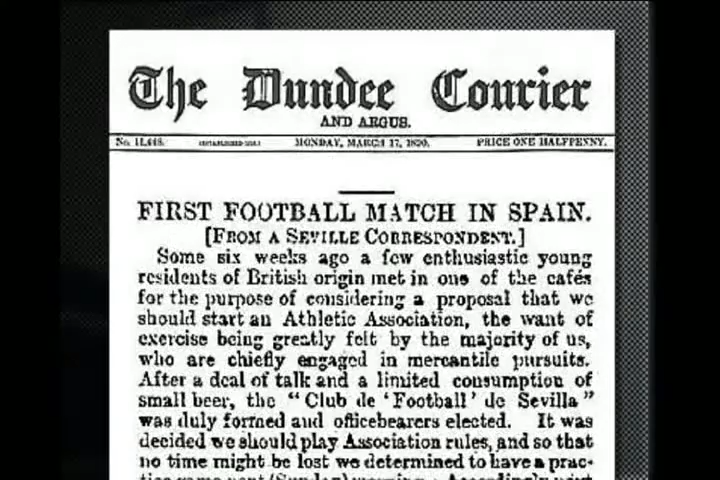 The Dundee Courier
AND ARGUS.
No. 11,448. MONDAY, MARCH 17, 1890. PRICE ONE HALFPENNY.
FIRST FOOTBALL MATCH IN SPAIN.
[FROM A SEVILLE CORRESPONDENT.]
Some six weeks ago a few enthusiastic young
residents of British origin met in one of the cafés
for the purpose of considering a proposal that we
should start an Athletic Association, the want of
exercise being greatly felt by the majority of us,
who are chiefly engaged in mercantile pursuits.
After a deal of talk and a limited consumption of
small beer, the "Club de 'Football' de Sevilla"
was duly formed and officebearers elected. It was
decided we should play Association rules, and so that
no time might be lost we determined to have a prac-